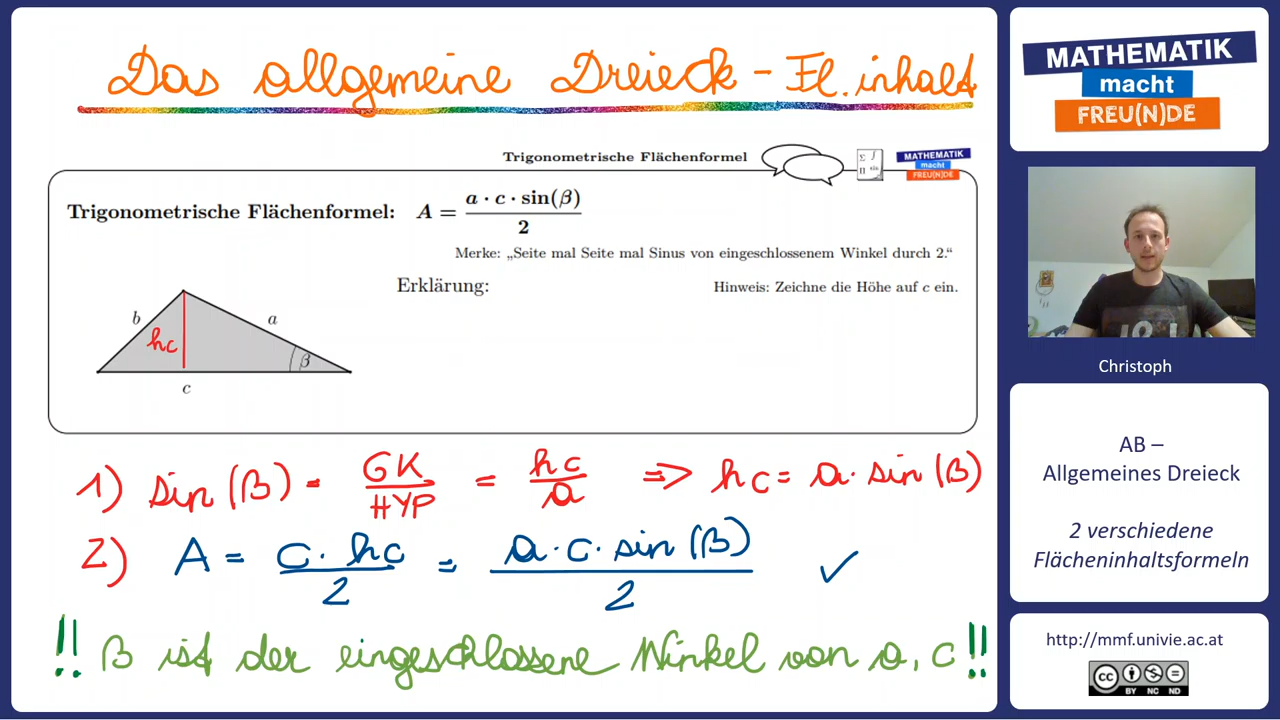 Das allgemeine Dreieck - Fl.inhalt
Trigonometrische Flächenformel
MATHEMATIK
macht
FREU(N)DE
Trigonometrische Flächenformel: A = a · c · sin(β) / 2
Merke: „Seite mal Seite mal Sinus von eingeschlossenem Winkel durch 2.“
Erklärung:
Hinweis: Zeichne die Höhe auf c ein.
b
a
hc
β
c
1) sin(β) = GK/HYP = hc/a ⇒ hc = a · sin(β)
2) A = c · hc / 2 = a · c · sin(β) / 2 ✓
!! β ist der eingeschlossene Winkel von a, c !!
MATHEMATIK
macht
FREU(N)DE
Christoph
AB –
Allgemeines Dreieck
2 verschiedene
Flächeninhaltsformeln
http://mmf.univie.ac.at
cc
BY NC ND